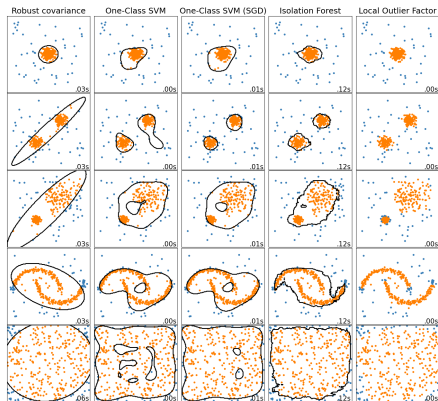 Robust covariance One-Class SVM One-Class SVM (SGD) Isolation Forest Local Outlier Factor
.03s .00s .01s .12s .00s
.03s .00s .01s .12s .00s
.03s .00s .01s .12s .00s
.03s .00s .01s .12s .00s
.06s .00s .01s .12s .00s